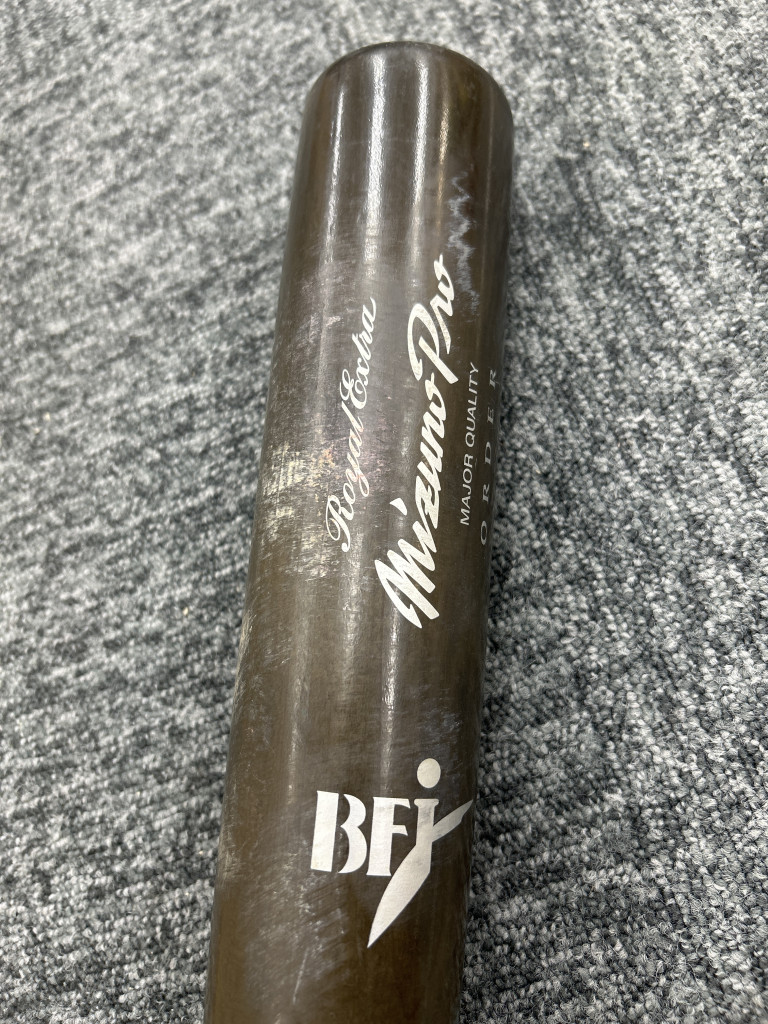 Royal Extra
Mizuno Pro
MAJOR QUALITY
ORDER
BFJ